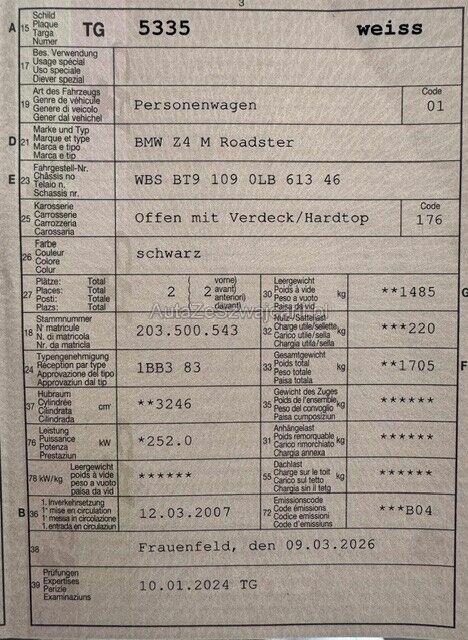 3
A 15 Schild
Plaque
Targa
Numer
TG 5335 weiss
17 Bes. Verwendung
Usage spécial
Uso speciale
Diever spezial
19 Art des Fahrzeugs
Genre de véhicule
Genere di veicolo
Gener dal vehichel
Personenwagen
Code
01
D 21 Marke und Typ
Marque et type
Marca e tipo
Marca e tip
BMW Z4 M Roadster
E 23 Fahrgestell-Nr.
Châssis no
Telaio n.
Schassis nr.
WBS BT9 109 0LB 613 46
25 Karosserie
Carrosserie
Carrozzeria
Carossaria
Offen mit Verdeck/Hardtop
Code
176
26 Farbe
Couleur
Colore
Colur
schwarz
27 Plätze: Total
Places: Total
Posti: Totale
Plazs: Total
2 ( 2 vorne)
avant)
anteriori)
davant)
30 Leergewicht
Poids à vide
Peso a vuoto
Paisa da vid
kg **1485 G
18 Stammnummer
N° matricule
N. di matricola
Nr. da matricla
203.500.543
32 Nutz-/Sattellast
Charge utile/sellette
Carico utile/sella
Chargia utila/sella
kg ***220
24 Typengenehmigung
Réception par type
Approvazione del tipo
Approvaziun dal tip
1BB3 83
33 Gesamtgewicht
Poids total
Peso totale
Paisa totala
kg **1705 F
37 Hubraum
Cylindrée
Cilindrata
Cilindrada
cm³ **3246
35 Gewicht des Zuges
Poids de l'ensemble
Peso del convoglio
Paisa cumposiziun
kg ******
76 Leistung
Puissance
Potenza
Prestaziun
kW *252.0
31 Anhängelast
Poids remorquable
Carico rimorchiato
Chargia annexa
kg ******
78 kW/kg Leergewicht
poids à vide
peso a vuoto
paisa da vid
******
55 Dachlast
Charge sur le toit
Carico sul tetto
Chargia sin il tetg
kg ******
B 36 1. Inverkehrsetzung
1re mise en circulation
1a messa in circolazione
1. entrada en circulaziun
12.03.2007
72 Emissionscode
Code émissions
Codice emissioni
Code d'emissiuns
***B04
38 Frauenfeld, den 09.03.2026
39 Prüfungen
Expertises
Perizie
Examinaziuns
10.01.2024 TG